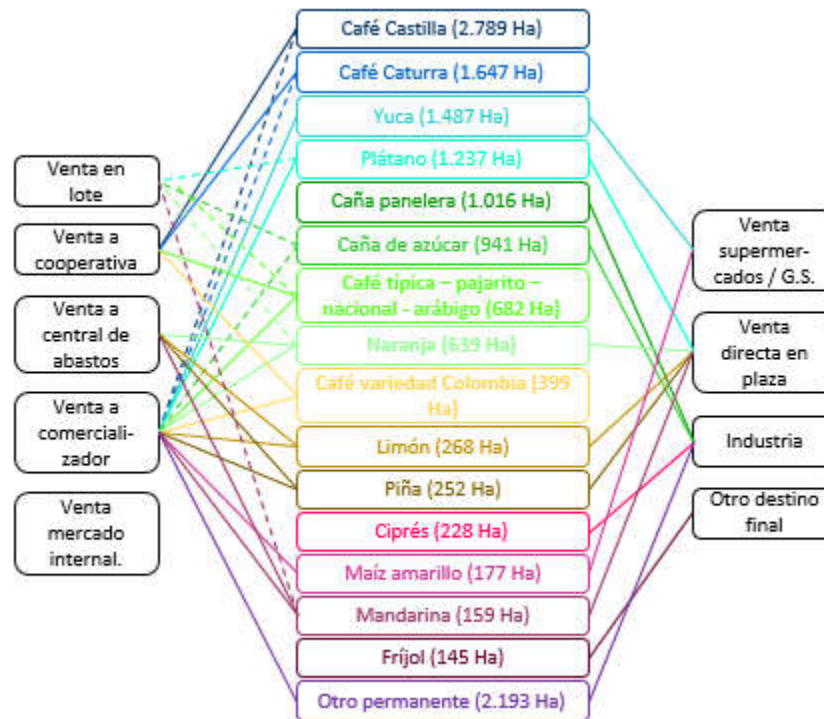 Venta en
lote
Venta a
cooperativa
Venta a
central de
abastos
Venta a
comerciali-
zador
Venta
mercado
internal.
Café Castilla (2.789 Ha)
Café Caturra (1.647 Ha)
Yuca (1.487 Ha)
Plátano (1.237 Ha)
Caña panelera (1.016 Ha)
Caña de azúcar (941 Ha)
Café típica – pajarito –
nacional - arábigo (682 Ha)
Naranja (639 Ha)
Café variedad Colombia (399
Ha)
Limón (268 Ha)
Piña (252 Ha)
Ciprés (228 Ha)
Maíz amarillo (177 Ha)
Mandarina (159 Ha)
Fríjol (145 Ha)
Otro permanente (2.193 Ha)
Venta
supermer-
cados / G.S.
Venta
directa en
plaza
Industria
Otro destino
final